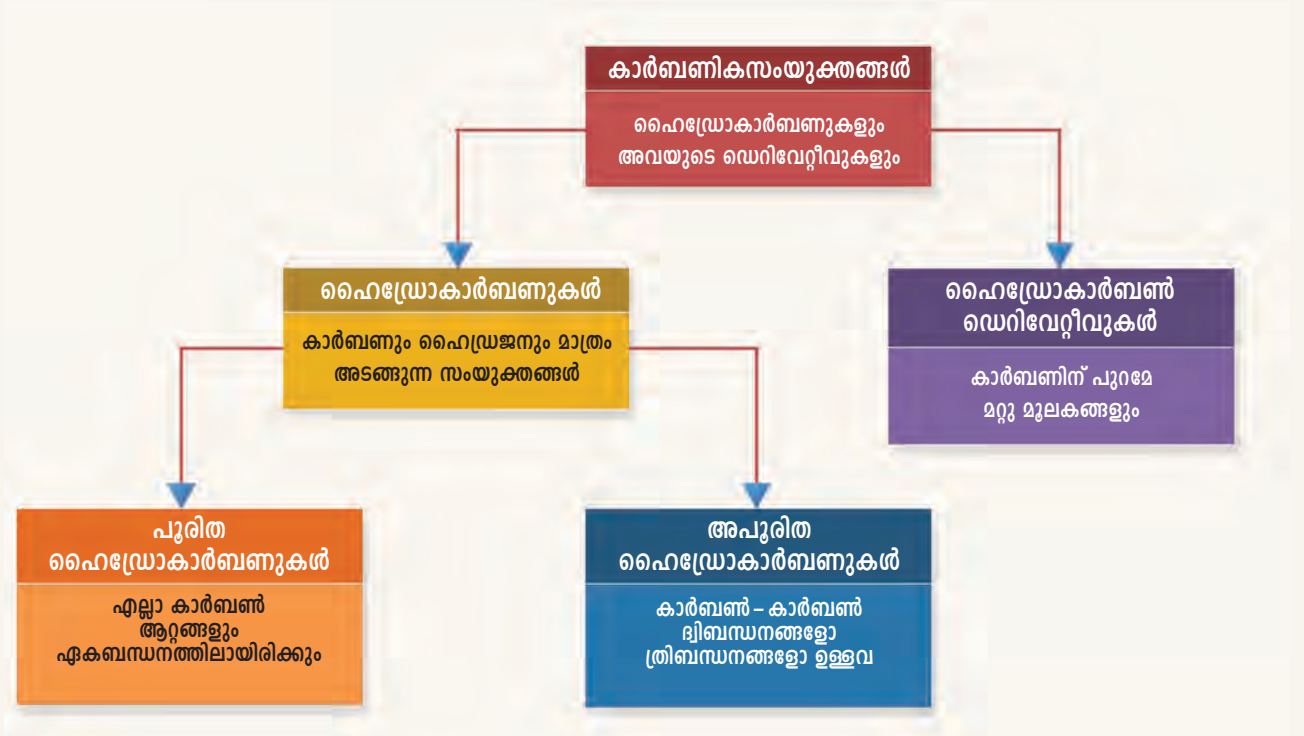 കാർബണികസംയുക്തങ്ങൾ
ഹൈഡ്രോകാർബണുകളും
അവയുടെ ഡെറിവേറ്റീവുകളും
ഹൈഡ്രോകാർബണുകൾ
കാർബണും ഹൈഡ്രജനും മാത്രം
അടങ്ങുന്ന സംയുക്തങ്ങൾ
ഹൈഡ്രോകാർബൺ
ഡെറിവേറ്റീവുകൾ
കാർബണിന് പുറമേ
മറ്റു മൂലകങ്ങളും
പൂരിത
ഹൈഡ്രോകാർബണുകൾ
എല്ലാ കാർബൺ
ആറ്റങ്ങളും
ഏകബന്ധനത്തിലായിരിക്കും
അപൂരിത
ഹൈഡ്രോകാർബണുകൾ
കാർബൺ – കാർബൺ
ദ്വിബന്ധനങ്ങളോ
ത്രിബന്ധനങ്ങളോ ഉള്ളവ